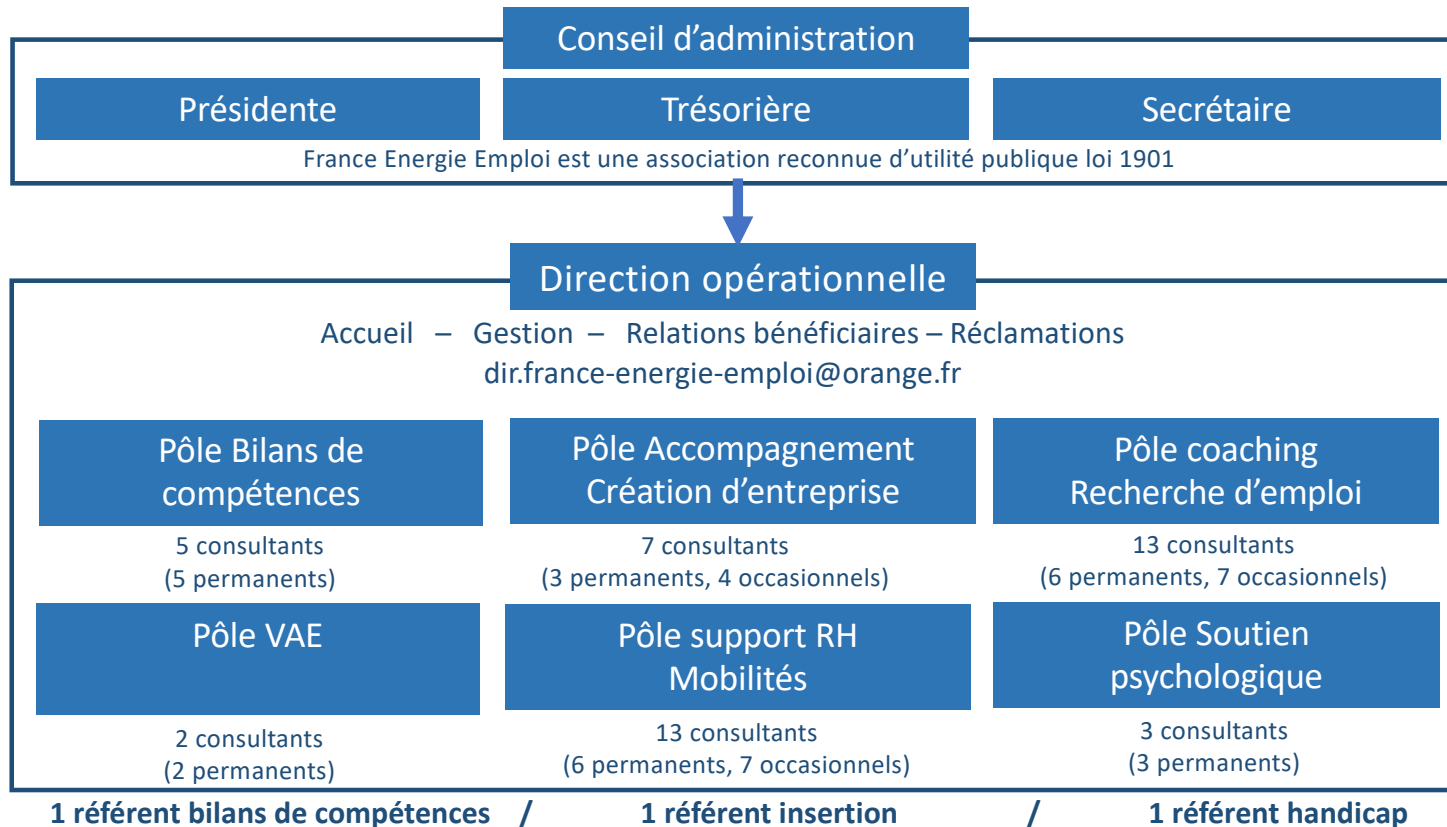 Conseil d’administration
Présidente
Trésorière
Secrétaire
France Energie Emploi est une association reconnue d’utilité publique loi 1901
Direction opérationnelle
Accueil – Gestion – Relations bénéficiaires – Réclamations
dir.france-energie-emploi@orange.fr
Pôle Bilans de
compétences
5 consultants
(5 permanents)
Pôle Accompagnement
Création d’entreprise
7 consultants
(3 permanents, 4 occasionnels)
Pôle coaching
Recherche d’emploi
13 consultants
(6 permanents, 7 occasionnels)
Pôle VAE
2 consultants
(2 permanents)
Pôle support RH
Mobilités
13 consultants
(6 permanents, 7 occasionnels)
Pôle Soutien
psychologique
3 consultants
(3 permanents)
1 référent bilans de compétences / 1 référent insertion / 1 référent handicap